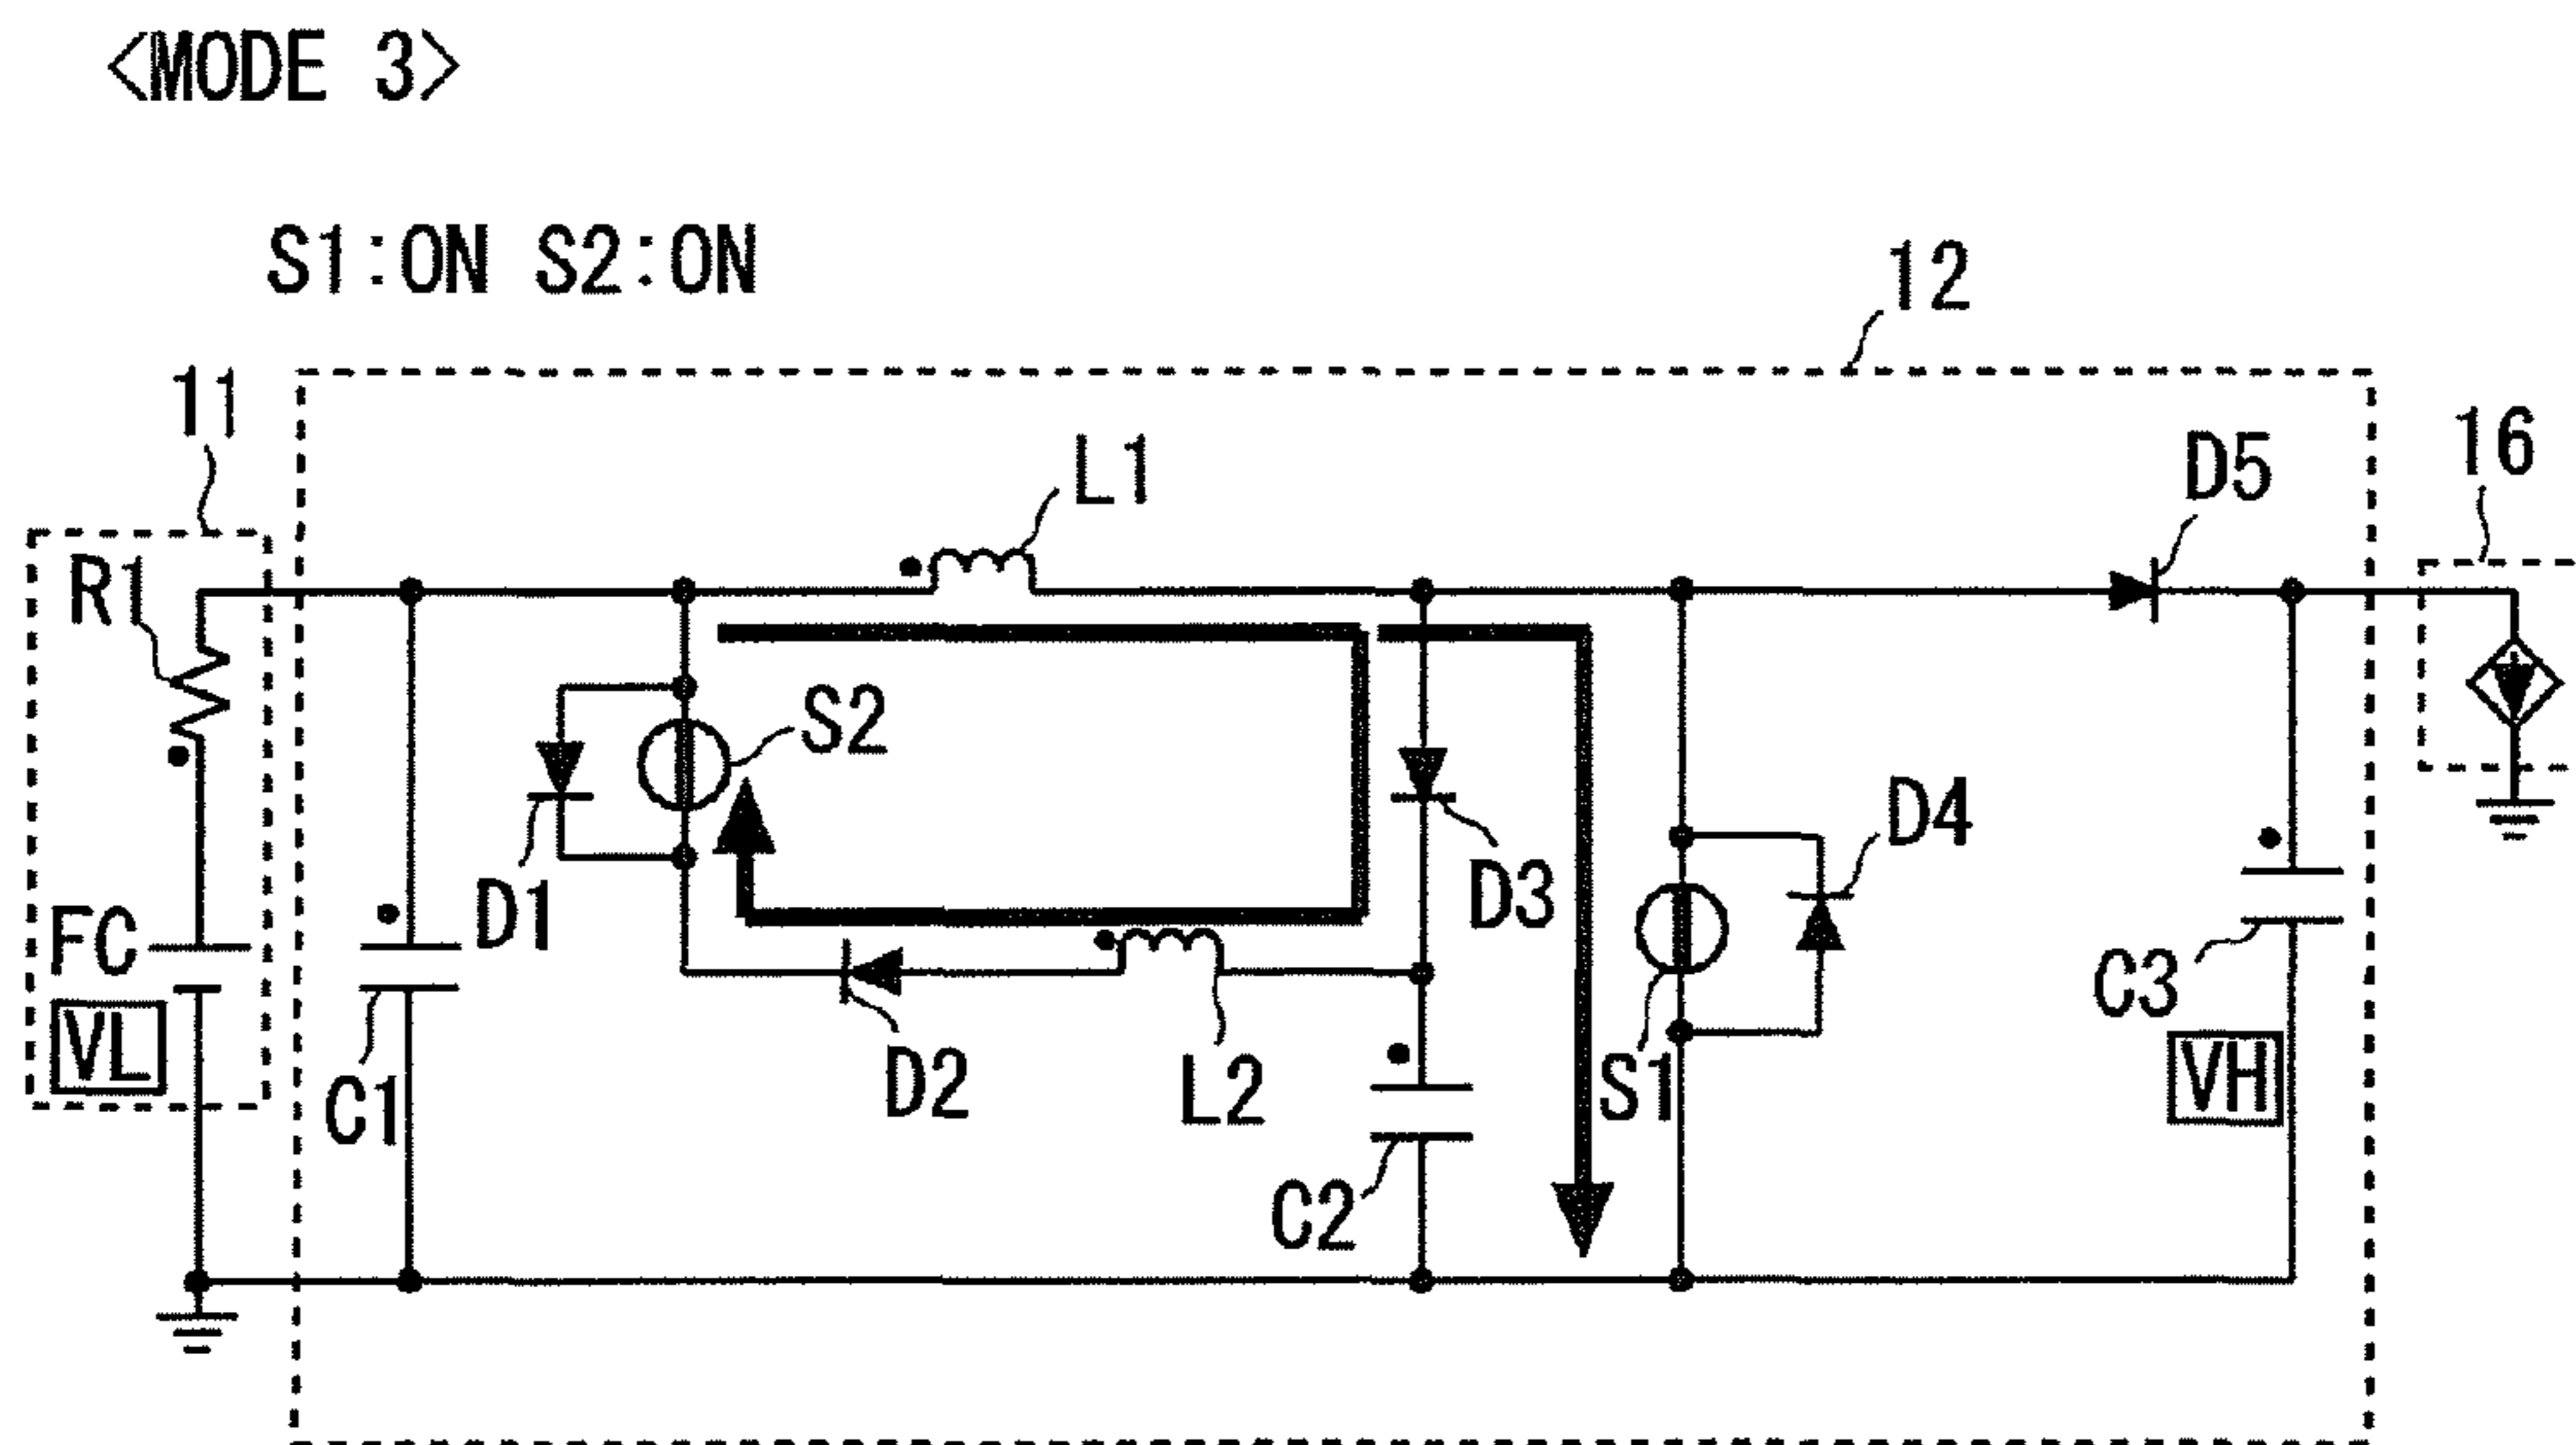 <MODE 3>
S1:ON S2:ON
12
11
16
L1
D5
R1
S2
D4
D3
D1
FC
C3
VL
D2
L2
S1
VH
C1
C2